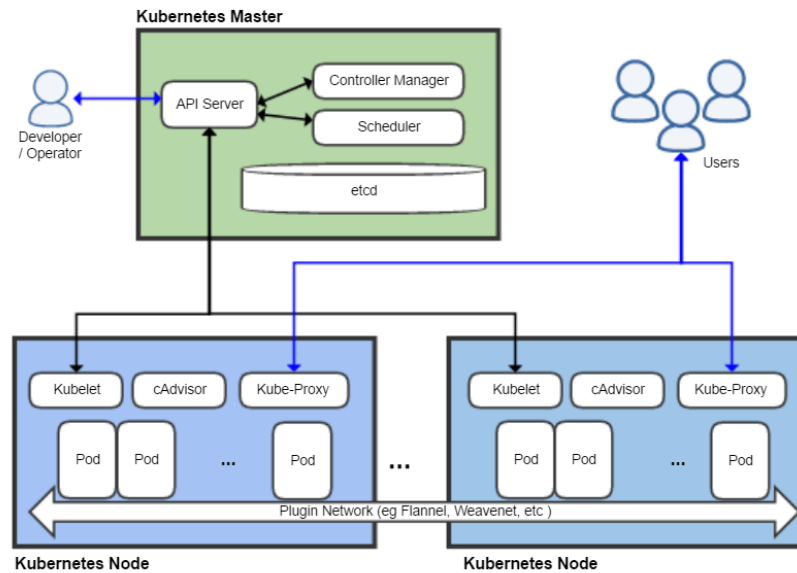 Kubernetes Master
API Server
Controller Manager
Scheduler
etcd
Developer
/ Operator
Users
Kubelet
cAdvisor
Kube-Proxy
Pod
Pod
...
Pod
...
Kubelet
cAdvisor
Kube-Proxy
Pod
Pod
...
Pod
Plugin Network (eg Flannel, Weavenet, etc )
Kubernetes Node
Kubernetes Node